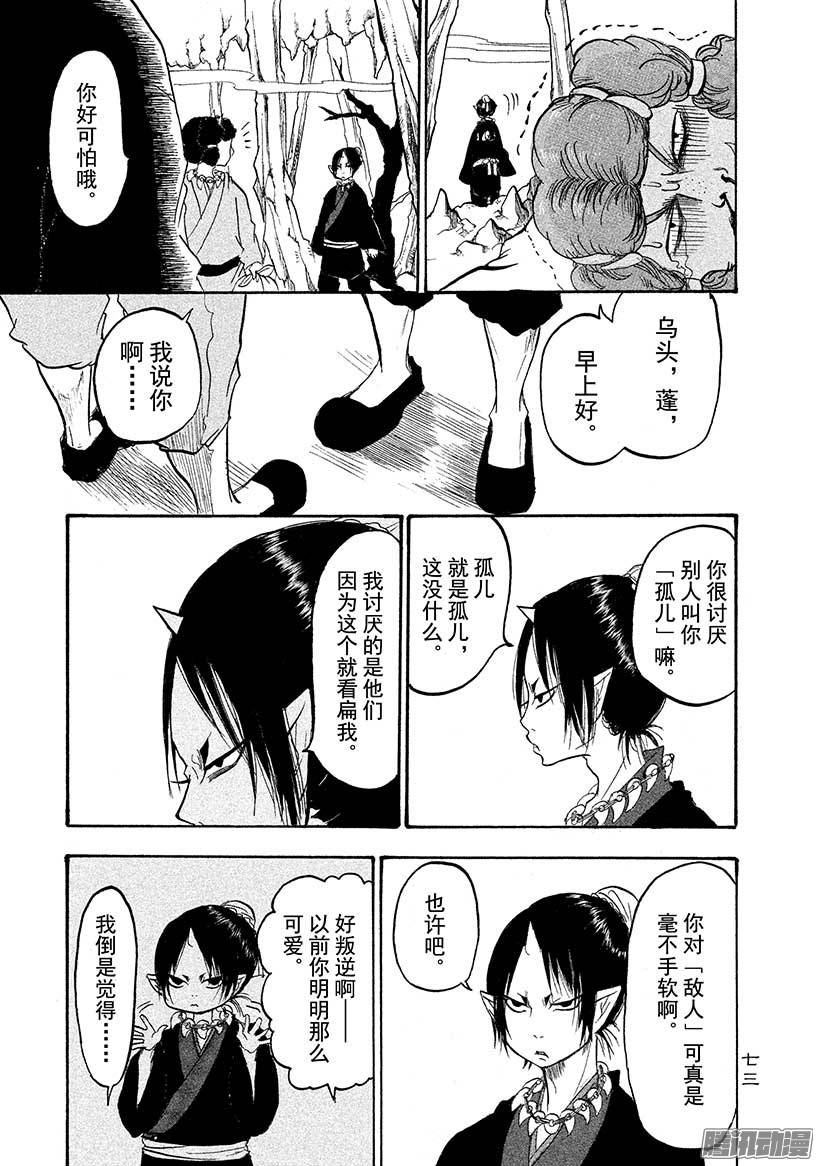 乌头，蓬，
早上好。
你好可怕哦。
我说你
啊……
你很讨厌
别人叫你
「孤儿」嘛。
孤儿
就是孤儿，
这没什么。
我讨厌的是他们
因为这个就看扁我。
你对「敌人」可真是
毫不手软啊。
也许吧。
好叛逆啊——
以前你明明那么
可爱。
我倒是觉得……
七三
腾讯动漫